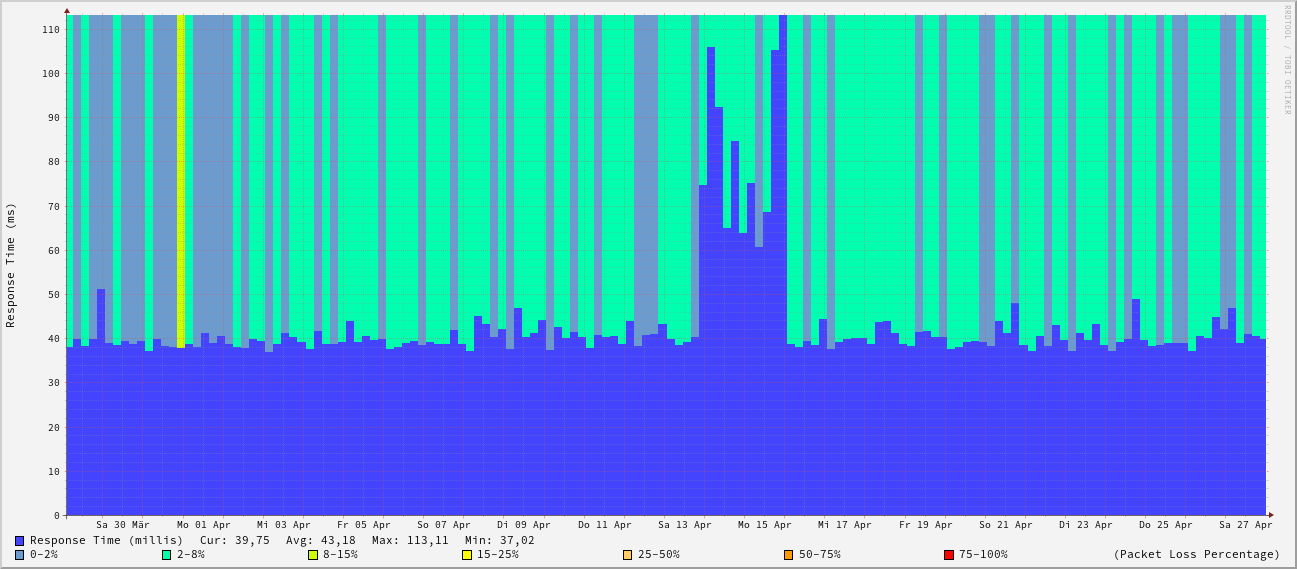 RRDTOOL / TOBI OETIKER
Response Time (ms)
110
100
90
80
70
60
50
40
30
20
10
0
Sa 30 Mär Mo 01 Apr Mi 03 Apr Fr 05 Apr So 07 Apr Di 09 Apr Do 11 Apr Sa 13 Apr Mo 15 Apr Mi 17 Apr Fr 19 Apr So 21 Apr Di 23 Apr Do 25 Apr Sa 27 Apr
Response Time (millis) Cur: 39,75 Avg: 43,18 Max: 113,11 Min: 37,02
0-2% 2-8% 8-15% 15-25% 25-50% 50-75% 75-100% (Packet Loss Percentage)